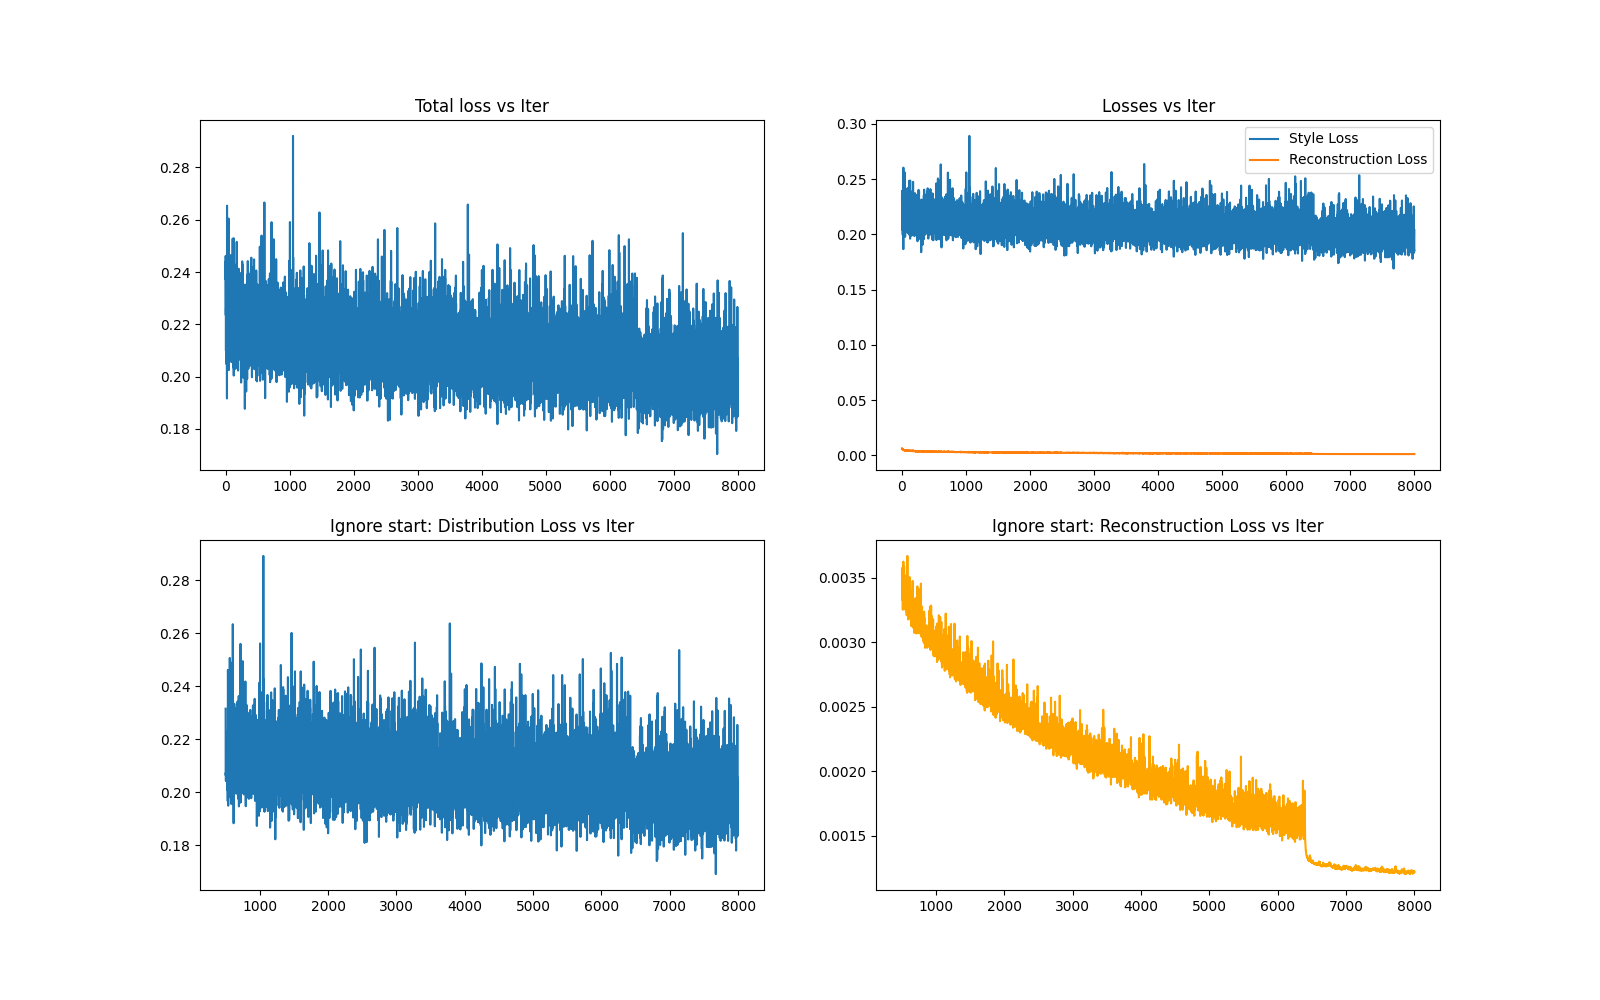 Total loss vs Iter
0.28
0.26
0.24
0.22
0.20
0.18
0 1000 2000 3000 4000 5000 6000 7000 8000
Losses vs Iter
0.30
0.25
0.20
0.15
0.10
0.05
0.00
Style Loss
Reconstruction Loss
0 1000 2000 3000 4000 5000 6000 7000 8000
Ignore start: Distribution Loss vs Iter
0.28
0.26
0.24
0.22
0.20
0.18
1000 2000 3000 4000 5000 6000 7000 8000
Ignore start: Reconstruction Loss vs Iter
0.0035
0.0030
0.0025
0.0020
0.0015
1000 2000 3000 4000 5000 6000 7000 8000